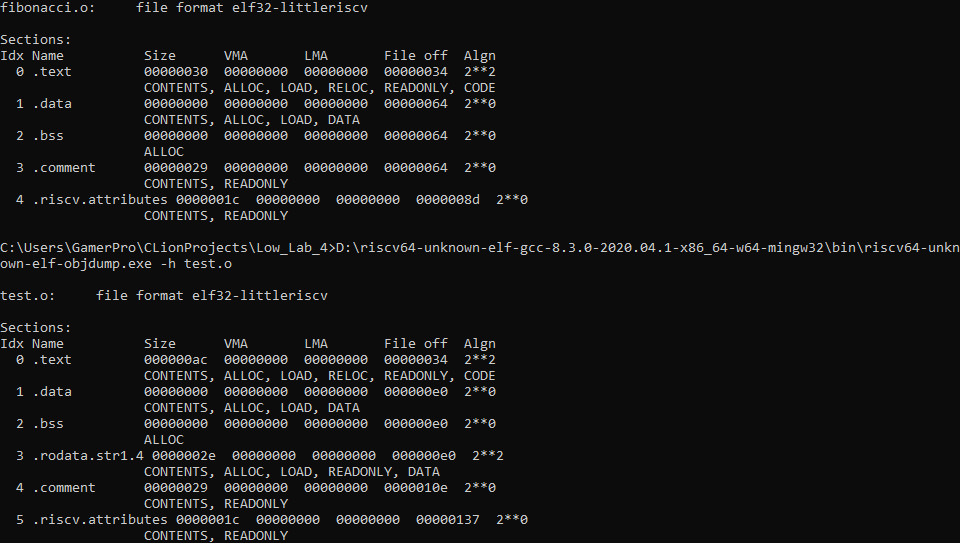 fibonacci.o:     file format elf32-littleriscv
Sections:
Idx Name          Size      VMA       LMA       File off  Algn
  0 .text         00000030  00000000  00000000  00000034  2**2
                  CONTENTS, ALLOC, LOAD, RELOC, READONLY, CODE
  1 .data         00000000  00000000  00000000  00000064  2**0
                  CONTENTS, ALLOC, LOAD, DATA
  2 .bss          00000000  00000000  00000000  00000064  2**0
                  ALLOC
  3 .comment      00000029  00000000  00000000  00000064  2**0
                  CONTENTS, READONLY
  4 .riscv.attributes 0000001c  00000000  00000000  0000008d  2**0
                  CONTENTS, READONLY
C:\Users\GamerPro\CLionProjects\Low_Lab_4>D:\riscv64-unknown-elf-gcc-8.3.0-2020.04.1-x86_64-w64-mingw32\bin\riscv64-unkn
own-elf-objdump.exe -h test.o
test.o:     file format elf32-littleriscv
Sections:
Idx Name          Size      VMA       LMA       File off  Algn
  0 .text         000000ac  00000000  00000000  00000034  2**2
                  CONTENTS, ALLOC, LOAD, RELOC, READONLY, CODE
  1 .data         00000000  00000000  00000000  000000e0  2**0
                  CONTENTS, ALLOC, LOAD, DATA
  2 .bss          00000000  00000000  00000000  000000e0  2**0
                  ALLOC
  3 .rodata.str1.4 0000002e  00000000  00000000  000000e0  2**2
                  CONTENTS, ALLOC, LOAD, READONLY, DATA
  4 .comment      00000029  00000000  00000000  0000010e  2**0
                  CONTENTS, READONLY
  5 .riscv.attributes 0000001c  00000000  00000000  00000137  2**0
                  CONTENTS, READONLY